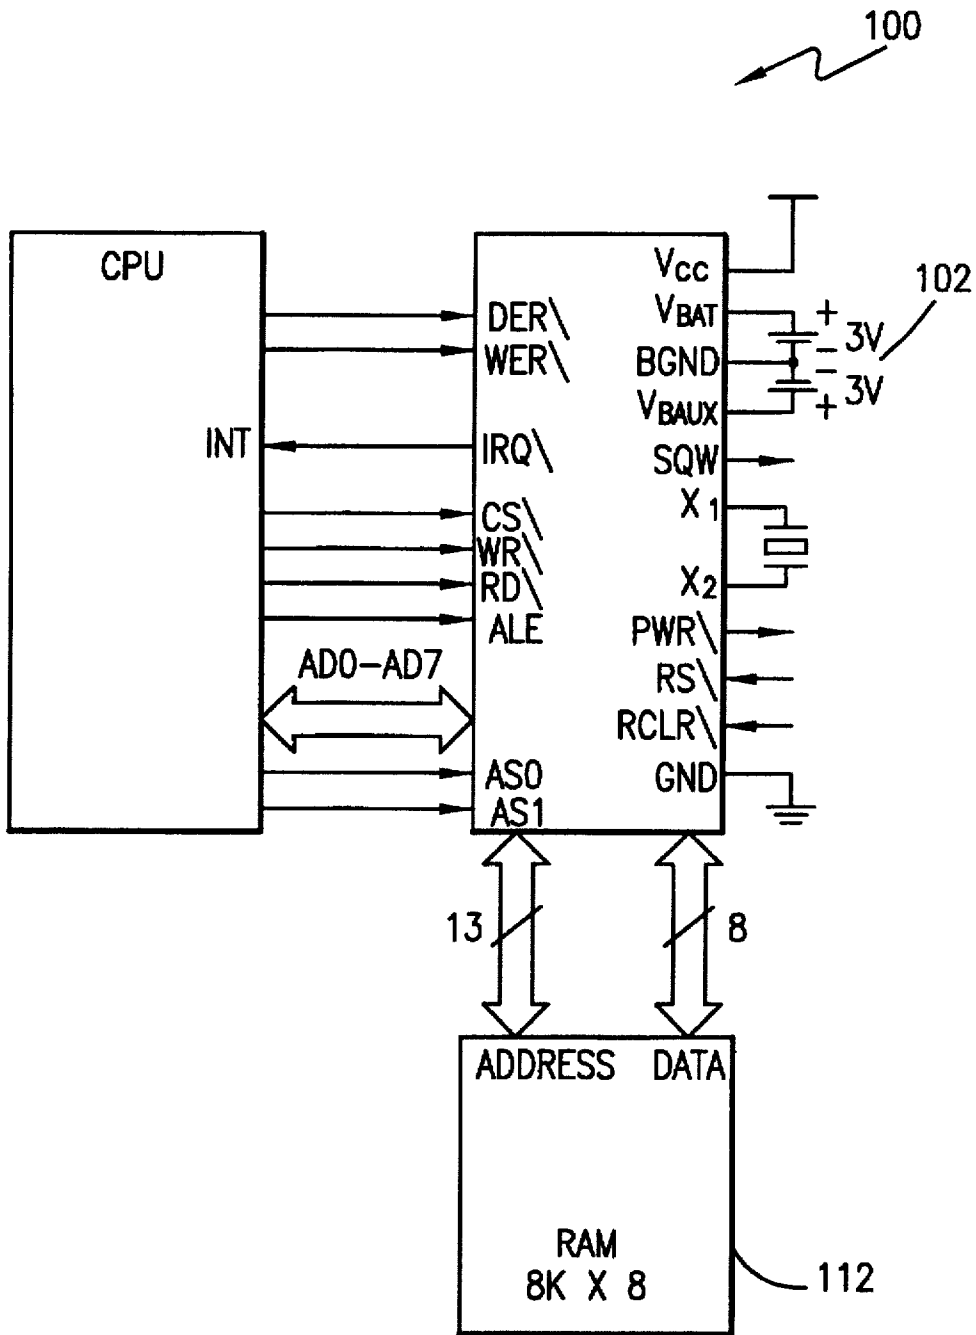 100
CPU
INT
DER\
WER\
IRQ\
CS\
WR\
RD\
ALE
AD0-AD7
AS0
AS1
VCC
VBAT
BGND
VBAUX
SQW
X1
X2
PWR\
RS\
RCLR\
GND
+
3V
-
-
3V
+
102
13
8
ADDRESS DATA
RAM
8K X 8
112